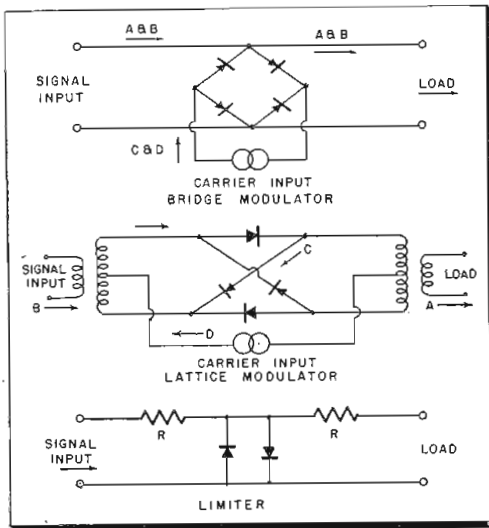 A&B
A&B
SIGNAL
INPUT
LOAD
C&D
CARRIER INPUT
BRIDGE MODULATOR
C
SIGNAL
INPUT
LOAD
B
A
D
CARRIER INPUT
LATTICE MODULATOR
R
R
SIGNAL
INPUT
LOAD
LIMITER